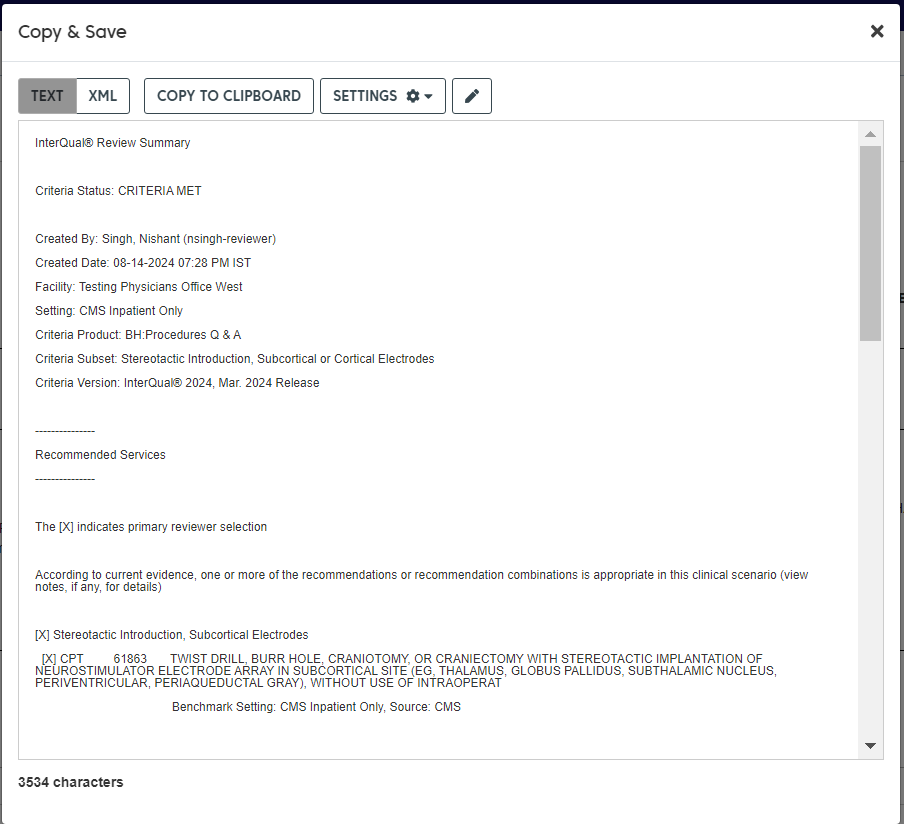 Copy & Save
TEXT
XML
COPY TO CLIPBOARD
SETTINGS
InterQual® Review Summary
Criteria Status: CRITERIA MET
Created By: Singh, Nishant (nsingh-reviewer)
Created Date: 08-14-2024 07:28 PM IST
Facility: Testing Physicians Office West
Setting: CMS Inpatient Only
Criteria Product: BH:Procedures Q & A
Criteria Subset: Stereotactic Introduction, Subcortical or Cortical Electrodes
Criteria Version: InterQual® 2024, Mar. 2024 Release
---------------
Recommended Services
---------------
The [X] indicates primary reviewer selection
According to current evidence, one or more of the recommendations or recommendation combinations is appropriate in this clinical scenario (view
notes, if any, for details)
[X] Stereotactic Introduction, Subcortical Electrodes
[X] CPT 61863 TWIST DRILL, BURR HOLE, CRANIOTOMY, OR CRANIECTOMY WITH STEREOTACTIC IMPLANTATION OF
NEUROSTIMULATOR ELECTRODE ARRAY IN SUBCORTICAL SITE (EG, THALAMUS, GLOBUS PALLIDUS, SUBTHALAMIC NUCLEUS,
PERIVENTRICULAR, PERIAQUEDUCTAL GRAY), WITHOUT USE OF INTRAOPERAT
Benchmark Setting: CMS Inpatient Only, Source: CMS
3534 characters